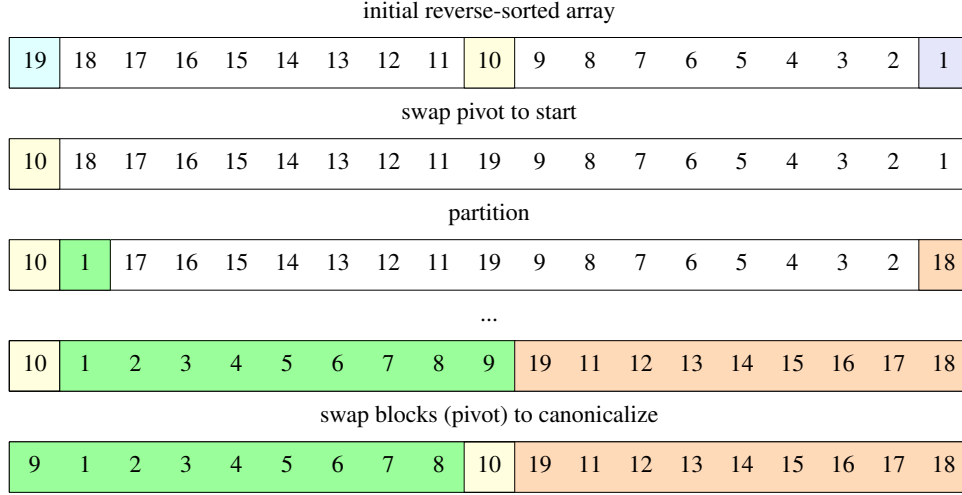 initial reverse-sorted array
19 18 17 16 15 14 13 12 11 10 9 8 7 6 5 4 3 2 1
swap pivot to start
10 18 17 16 15 14 13 12 11 19 9 8 7 6 5 4 3 2 1
partition
10 1 17 16 15 14 13 12 11 19 9 8 7 6 5 4 3 2 18
...
10 1 2 3 4 5 6 7 8 9 19 11 12 13 14 15 16 17 18
swap blocks (pivot) to canonicalize
9 1 2 3 4 5 6 7 8 10 19 11 12 13 14 15 16 17 18